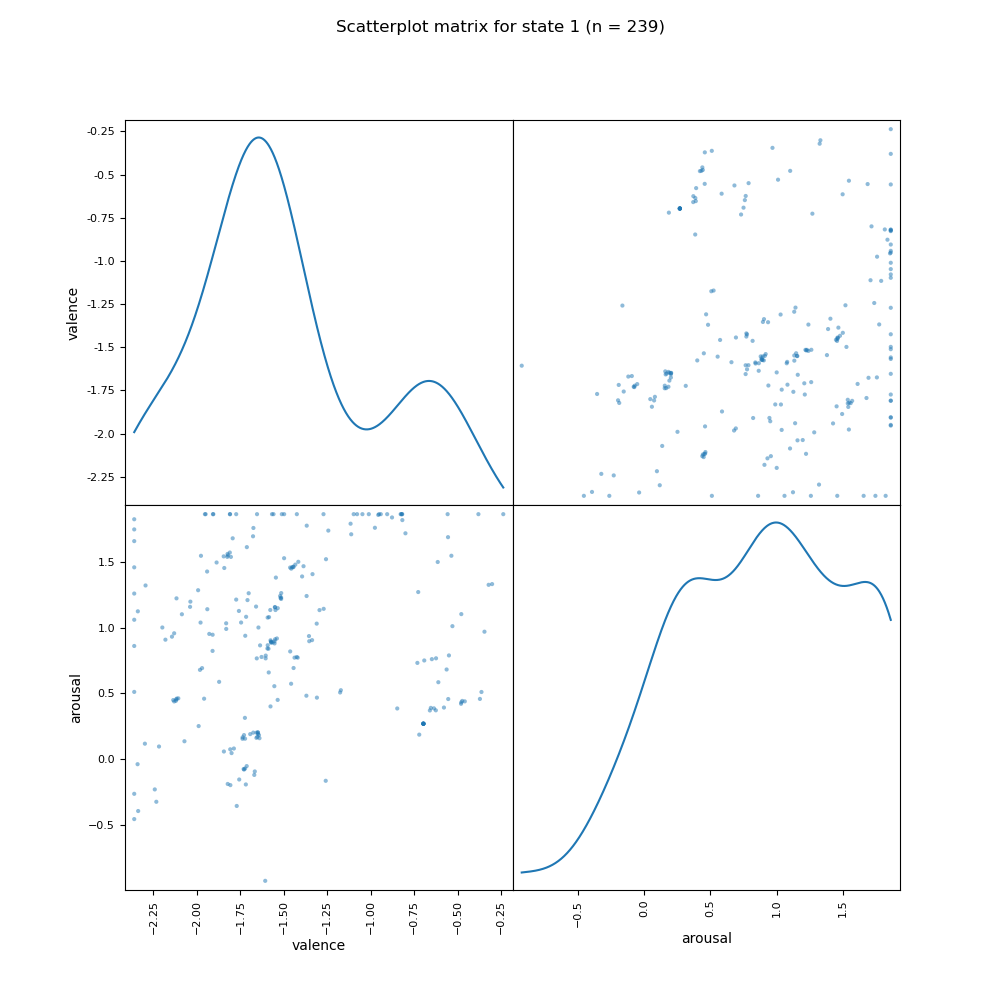 Scatterplot matrix for state 1 (n = 239)
-0.25
-0.5
-0.75
-1.0
-1.25
-1.5
-1.75
-2.0
-2.25
valence
1.5
1.0
0.5
0.0
−0.5
arousal
−2.25 −2.00 −1.75 −1.50 −1.25 −1.00 −0.75 −0.50 −0.25
valence
−0.5 0.0 0.5 1.0 1.5
arousal